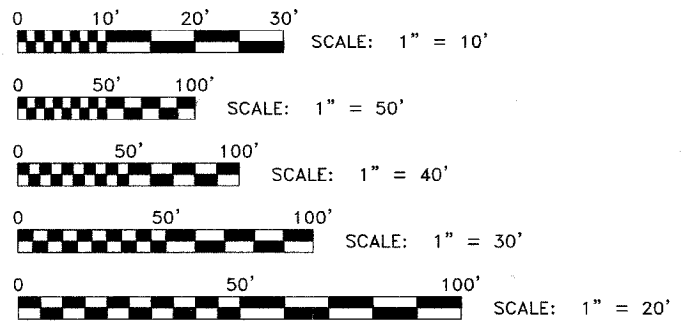 0 10' 20' 30'
SCALE: 1" = 10'
0 50' 100'
SCALE: 1" = 50'
0 50' 100'
SCALE: 1" = 40'
0 50' 100'
SCALE: 1" = 30'
0 50' 100'
SCALE: 1" = 20'